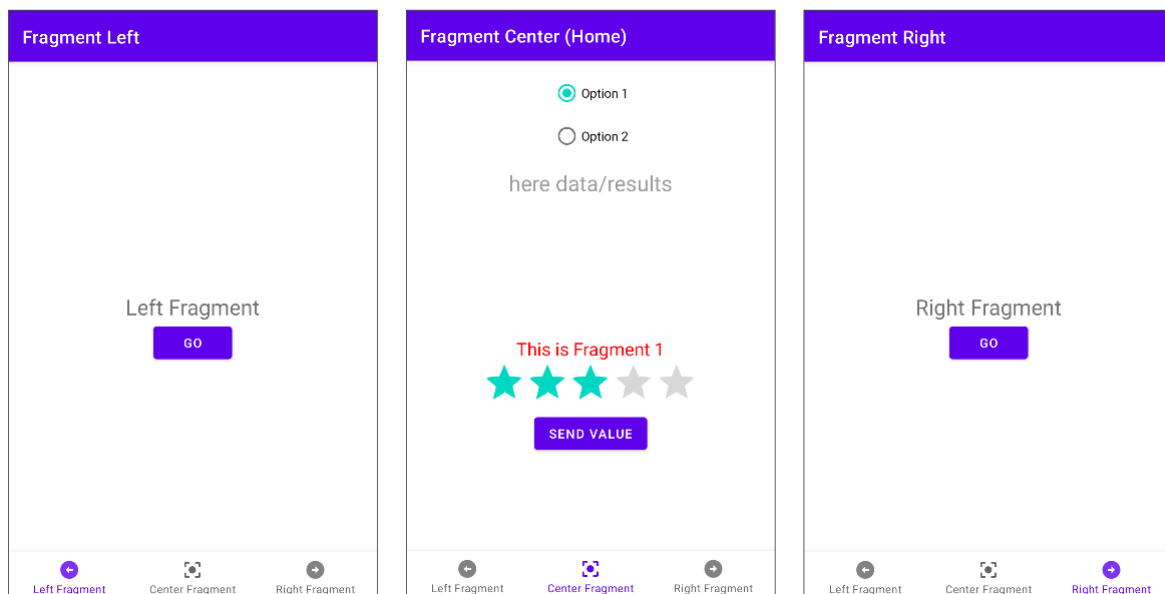 Fragment Left
Left Fragment
GO
Left Fragment
Center Fragment
Right Fragment
Fragment Center (Home)
Option 1
Option 2
here data/results
This is Fragment 1
SEND VALUE
Left Fragment
Center Fragment
Right Fragment
Fragment Right
Right Fragment
GO
Left Fragment
Center Fragment
Right Fragment